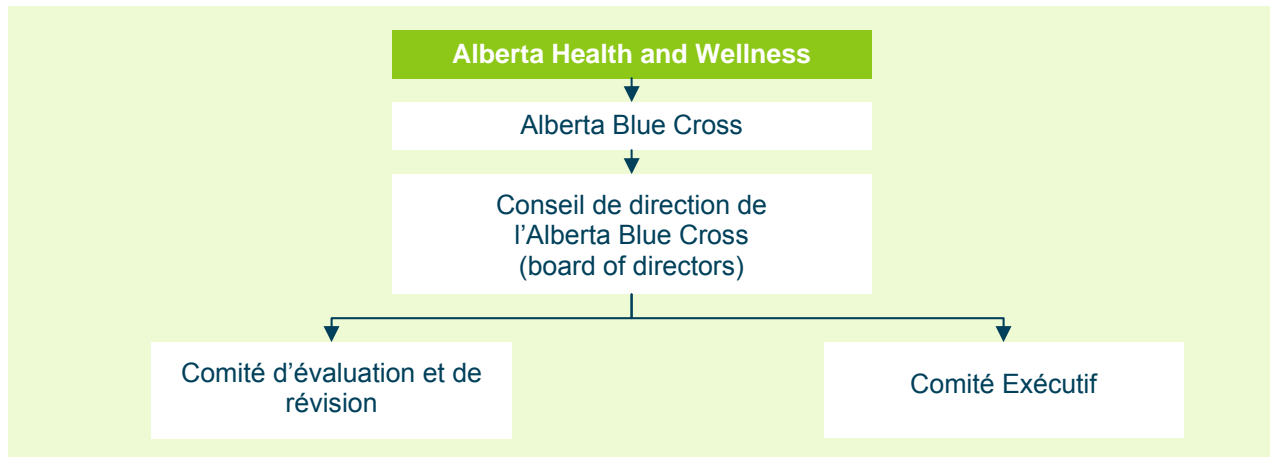 Alberta Health and Wellness
Alberta Blue Cross
Conseil de direction de
l’Alberta Blue Cross
(board of directors)
Comité d’évaluation et de
révision
Comité Exécutif